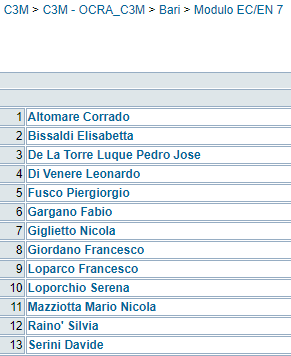 C3M > C3M - OCRA_C3M > Bari > Modulo EC/EN 7
1 Altomare Corrado
2 Bissaldi Elisabetta
3 De La Torre Luque Pedro Jose
4 Di Venere Leonardo
5 Fusco Piergiorgio
6 Gargano Fabio
7 Giglietto Nicola
8 Giordano Francesco
9 Loparco Francesco
10 Loporchio Serena
11 Mazziotta Mario Nicola
12 Raino' Silvia
13 Serini Davide